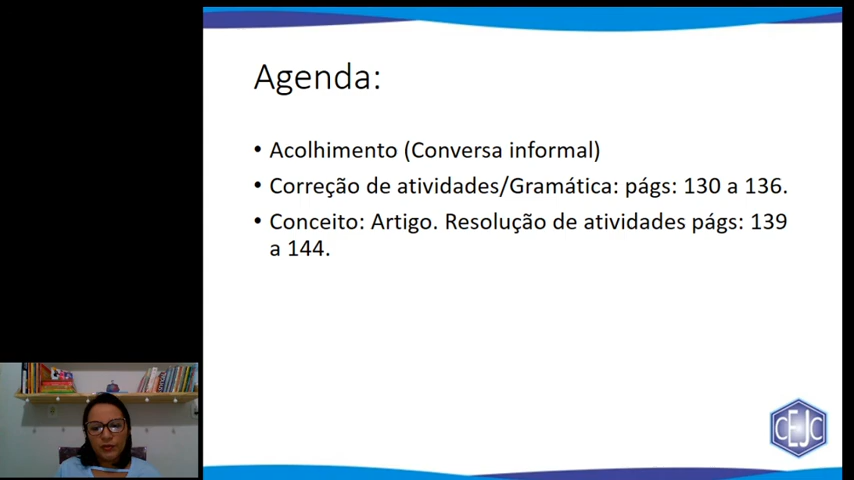 Agenda:
• Acolhimento (Conversa informal)
• Correção de atividades/Gramática: págs: 130 a 136.
• Conceito: Artigo. Resolução de atividades págs: 139
a 144.
CEJC